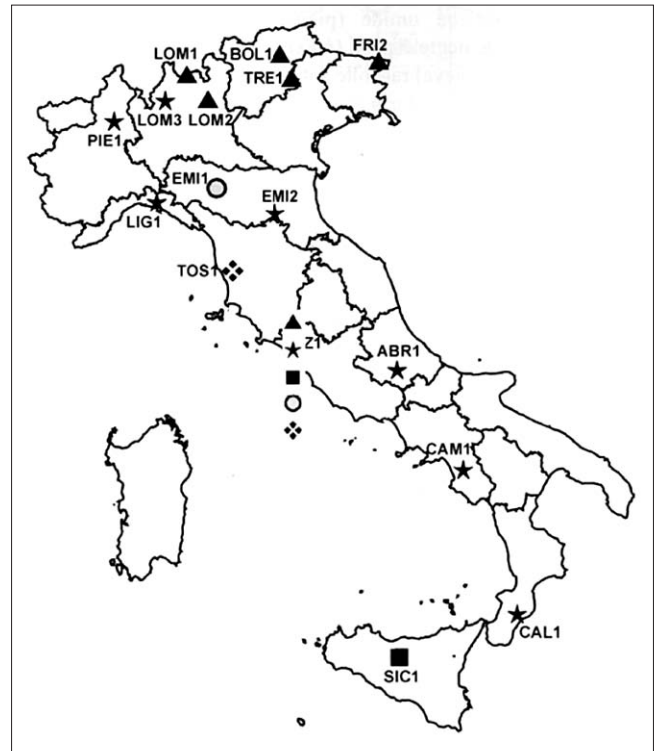 FRI2
LOM1
BOL1
TRE1
LOM3
LOM2
PIE1
EMI1
EMI2
LIG1
TOS1
Z1
ABR1
CAM1
CAL1
SIC1